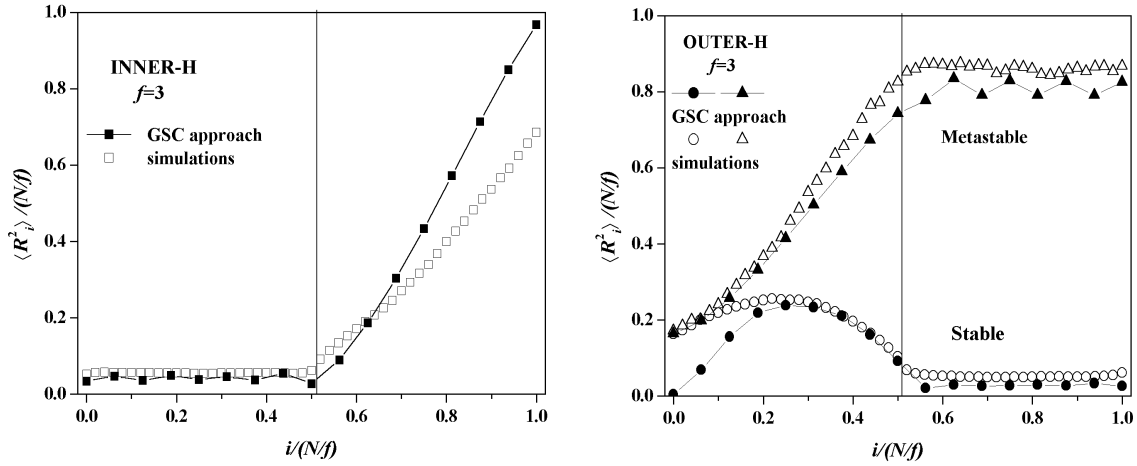 INNER-H
f=3
GSC approach
simulations
⟨R²ᵢ⟩ /(N/f)
1.0
0.8
0.6
0.4
0.2
0.0
0.0 0.2 0.4 0.6 0.8 1.0
i/(N/f)
OUTER-H
f=3
GSC approach
simulations
Metastable
Stable
⟨R²ᵢ⟩ /(N/f)
1.0
0.8
0.6
0.4
0.2
0.0
0.0 0.2 0.4 0.6 0.8 1.0
i/(N/f)